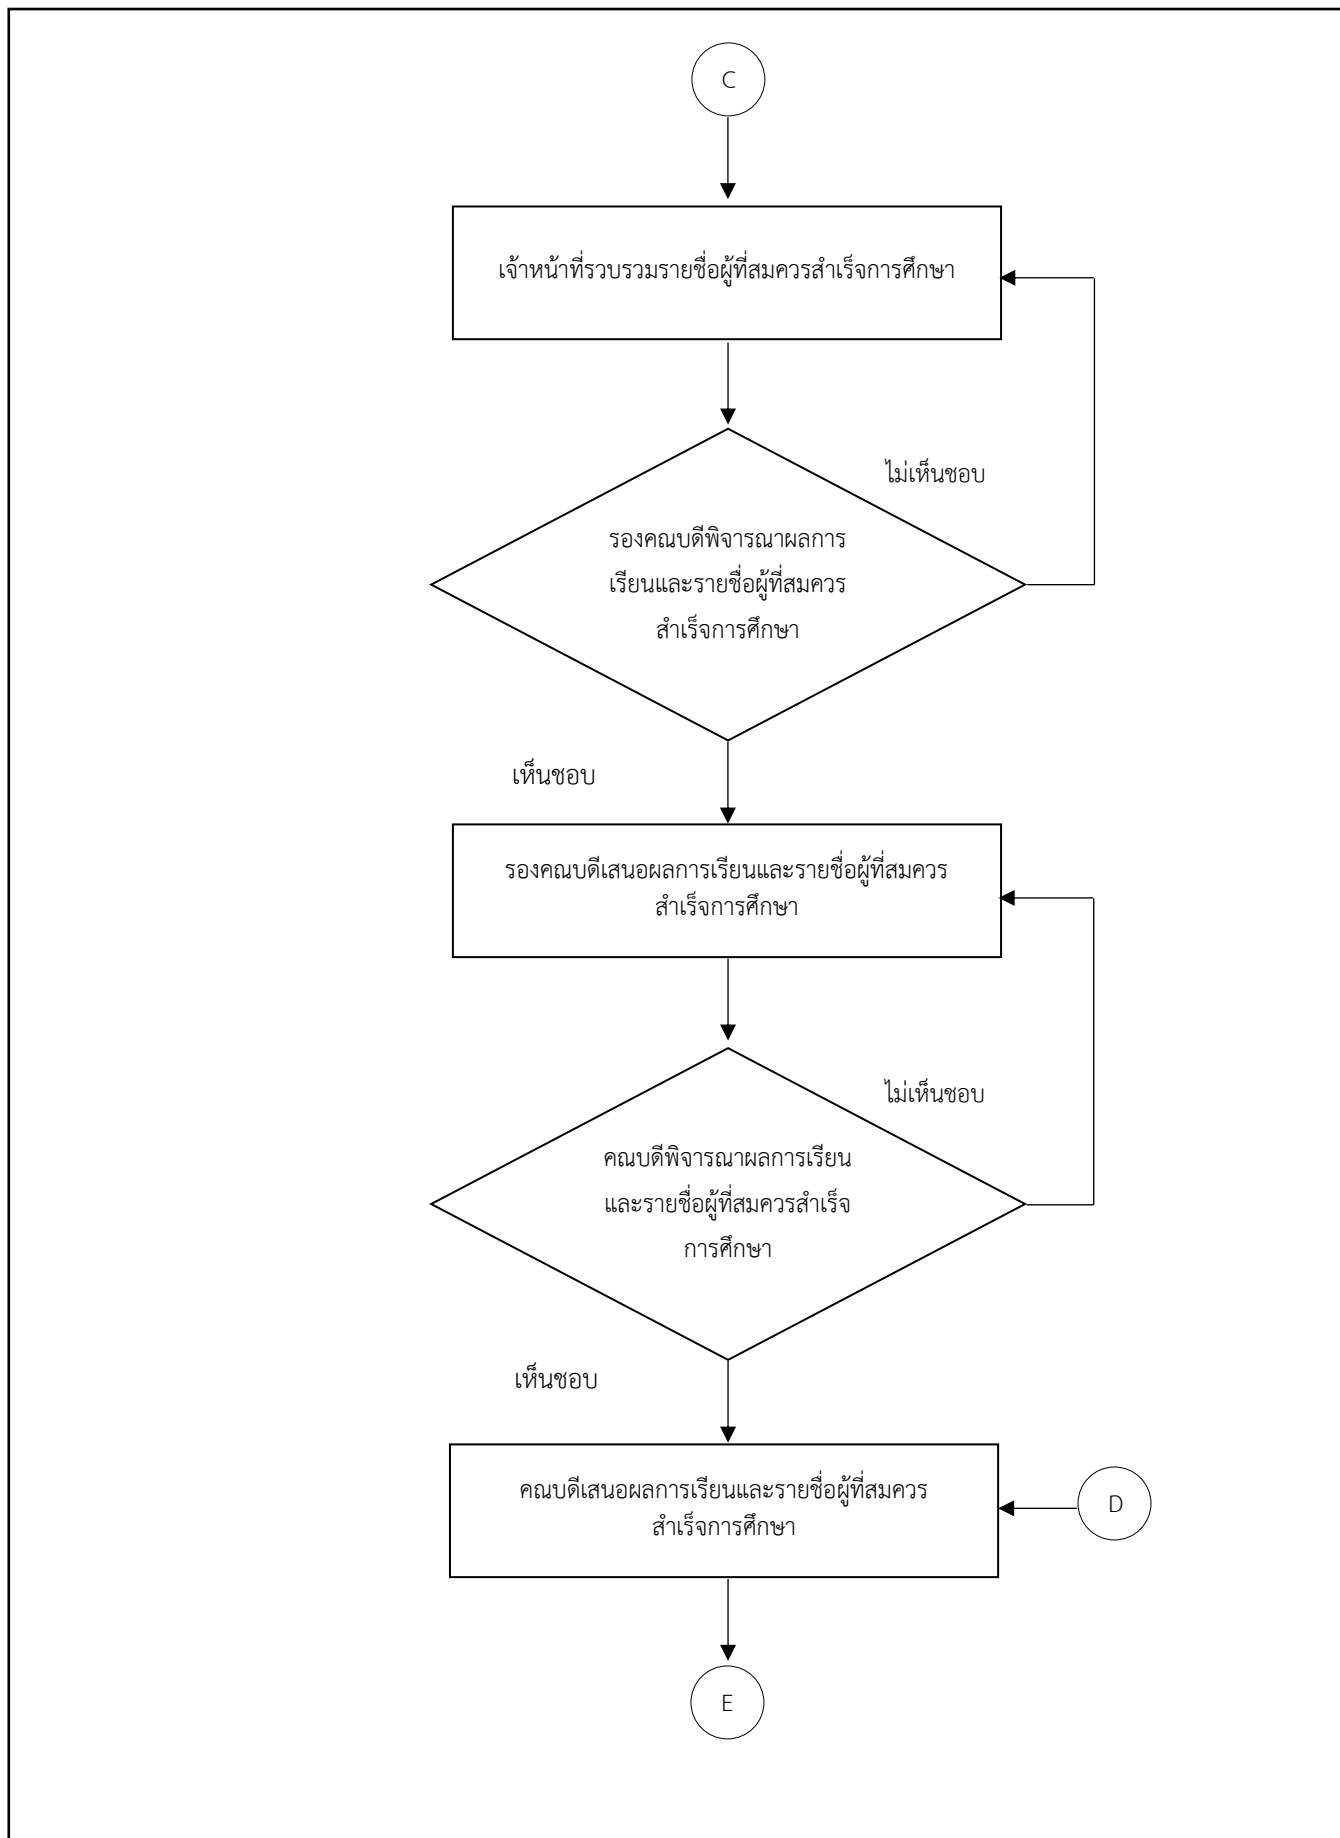 C
เจ้าหน้าที่รวบรวมรายชื่อผู้ที่สมควรสำเร็จการศึกษา
ไม่เห็นชอบ
รองคณบดีพิจารณาผลการ
เรียนและรายชื่อผู้ที่สมควร
สำเร็จการศึกษา
เห็นชอบ
รองคณบดีเสนอผลการเรียนและรายชื่อผู้ที่สมควร
สำเร็จการศึกษา
ไม่เห็นชอบ
คณบดีพิจารณาผลการเรียน
และรายชื่อผู้ที่สมควรสำเร็จ
การศึกษา
เห็นชอบ
คณบดีเสนอผลการเรียนและรายชื่อผู้ที่สมควร
สำเร็จการศึกษา
D
E